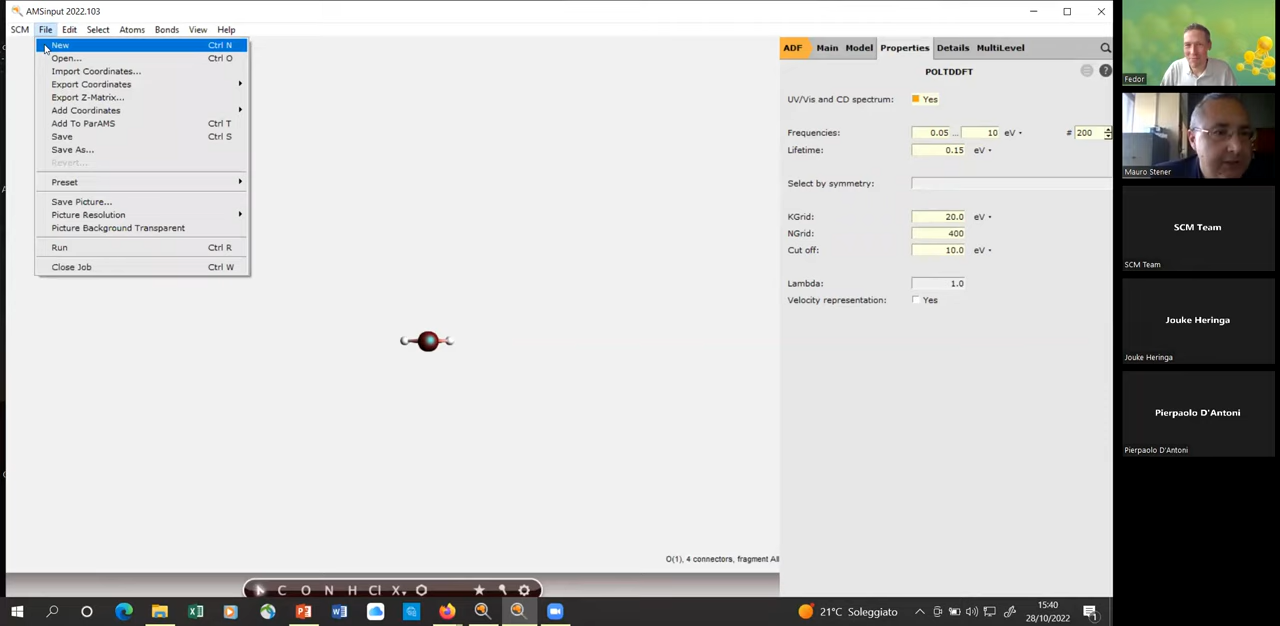 AMSinput 2022.103
SCM File Edit Select Atoms Bonds View Help
New Ctrl N
Open... Ctrl O
Import Coordinates...
Export Coordinates
Export Z-Matrix...
Add Coordinates
Add To ParAMS Ctrl T
Save Ctrl S
Save As...
Revert...
Preset
Save Picture...
Picture Resolution
Picture Background Transparent
Run Ctrl R
Close Job Ctrl W
ADF Main Model Properties Details MultiLevel
POLTDDFT
UV/Vis and CD spectrum: Yes
Frequencies: 0.05 ... 10 eV # 200
Lifetime: 0.15 eV
Select by symmetry:
KGrid: 20.0 eV
NGrid: 400
Cut off: 10.0 eV
Lambda: 1.0
Velocity representation: Yes
O(1), 4 connectors, fragment All
C O N H Cl X
Fedor
Mauro Stener
SCM Team
SCM Team
Jouke Heringa
Jouke Heringa
Pierpaolo D'Antoni
Pierpaolo D'Antoni
21°C Soleggiato
15:40
28/10/2022